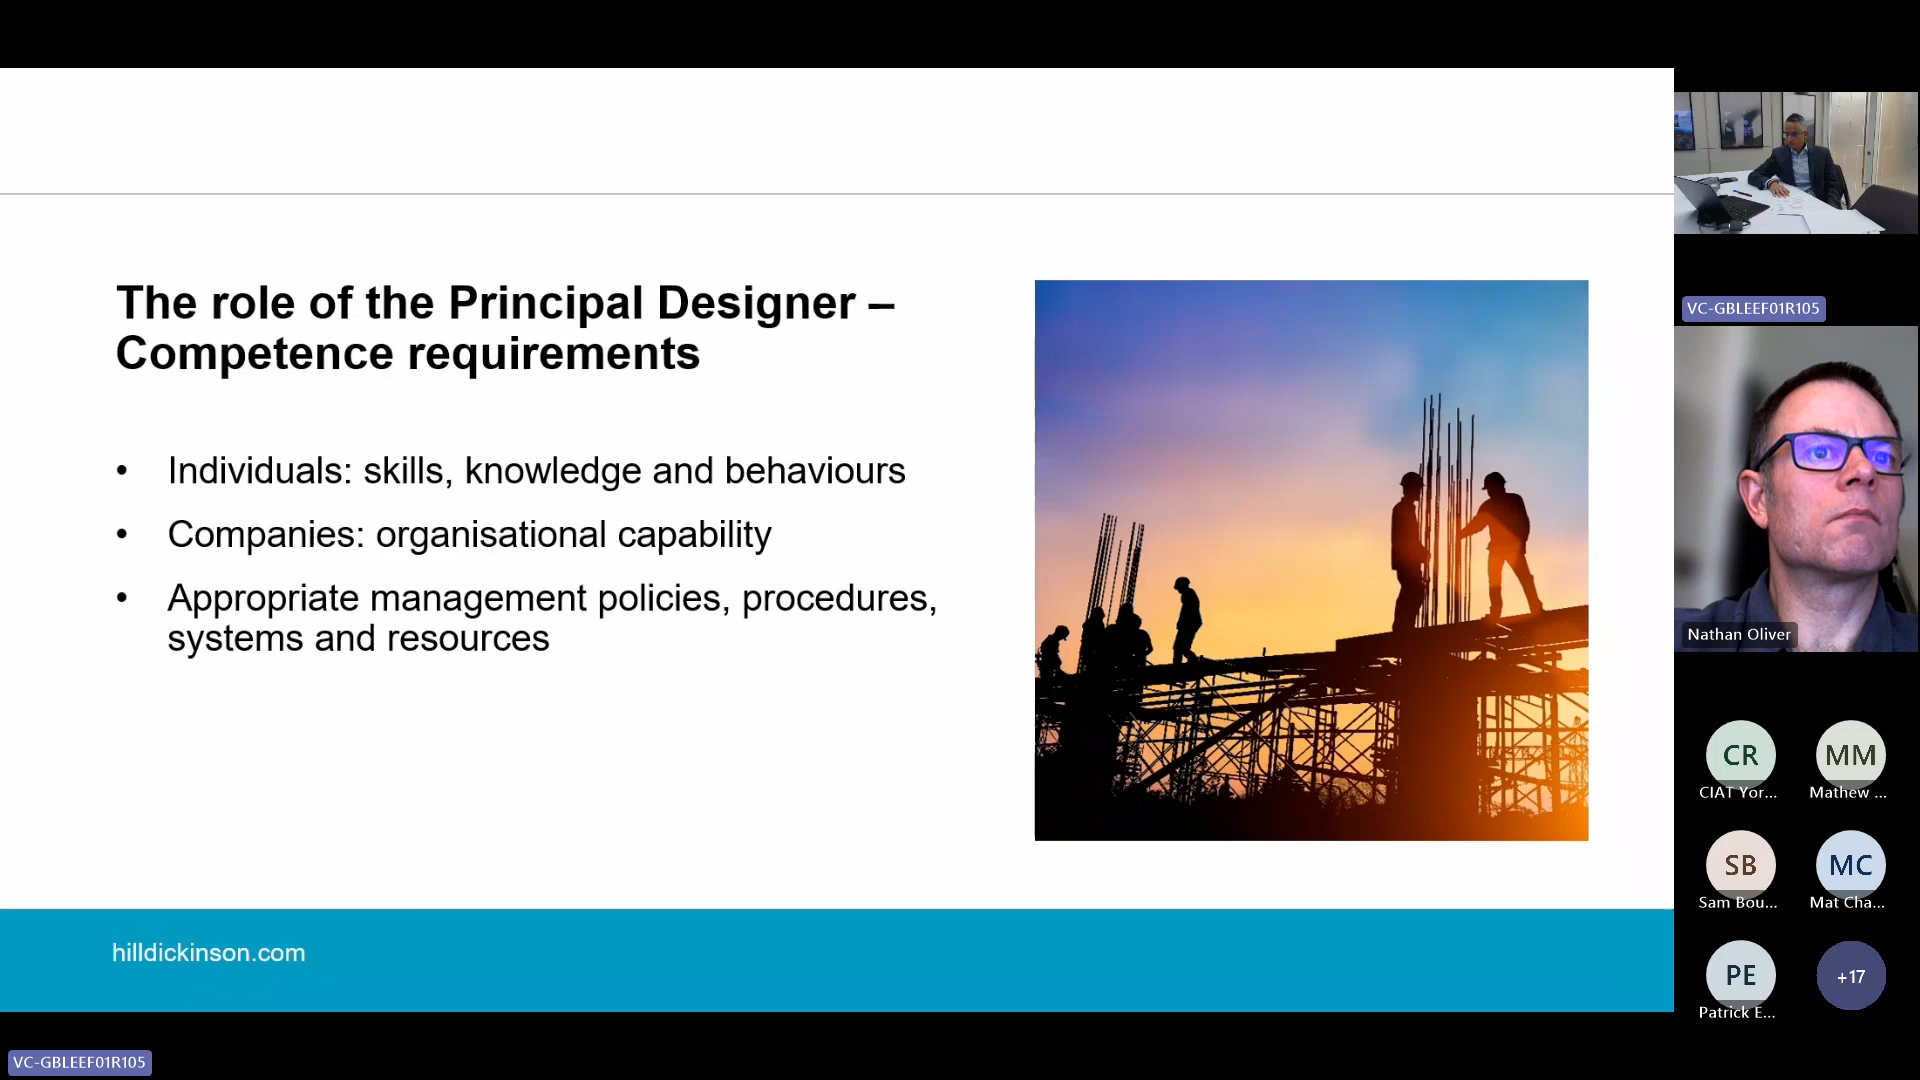 The role of the Principal Designer –
Competence requirements
• Individuals: skills, knowledge and behaviours
• Companies: organisational capability
• Appropriate management policies, procedures,
systems and resources
hilldickinson.com
VC-GBLEEF01R105
VC-GBLEEF01R105
Nathan Oliver
CR
CIAT Yor...
MM
Mathew ...
SB
Sam Bou...
MC
Mat Cha...
PE
Patrick E...
+17